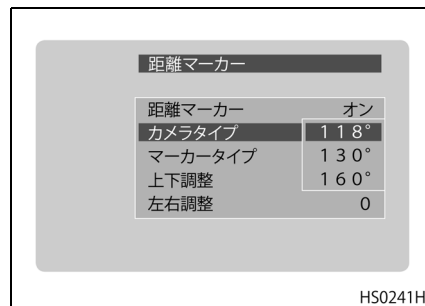 距離マーカー
距離マーカー オン
カメラタイプ 118°
マーカータイプ 130°
上下調整 160°
左右調整 0
HS0241H